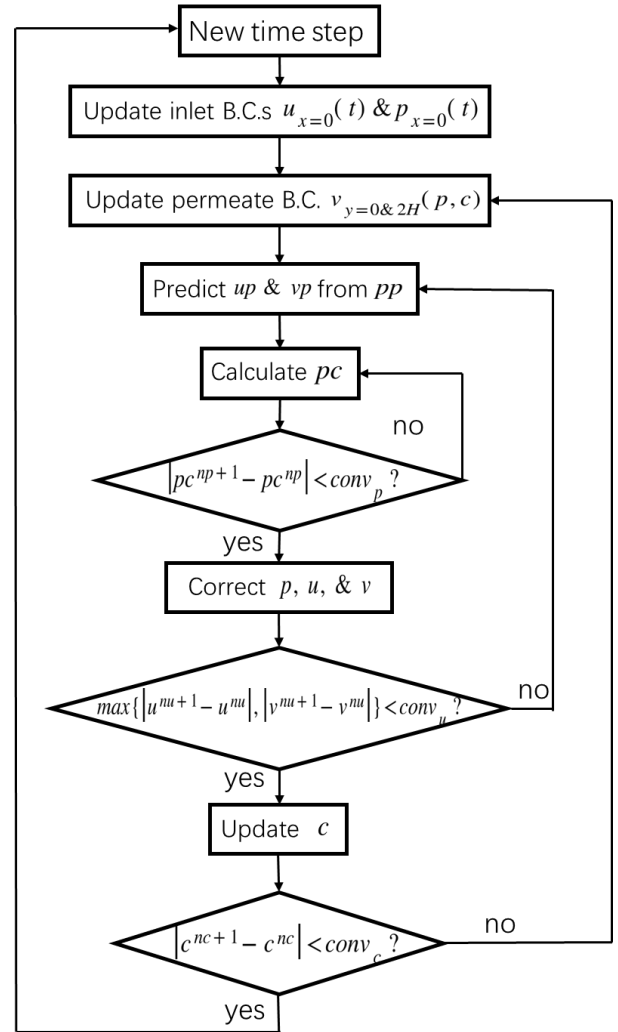 New time step
Update inlet B.C.s u_{x=0}(t) & p_{x=0}(t)
Update permeate B.C. v_{y=0& 2H}(p, c)
Predict up & vp from pp
Calculate pc
no
|pc^{np+1} − pc^{np}| < conv_p ?
yes
Correct p, u, & v
max{|u^{nu+1} − u^{nu}|, |v^{nu+1} − v^{nu}|} < conv_u ?
no
yes
Update c
no
|c^{nc+1} − c^{nc}| < conv_c ?
yes